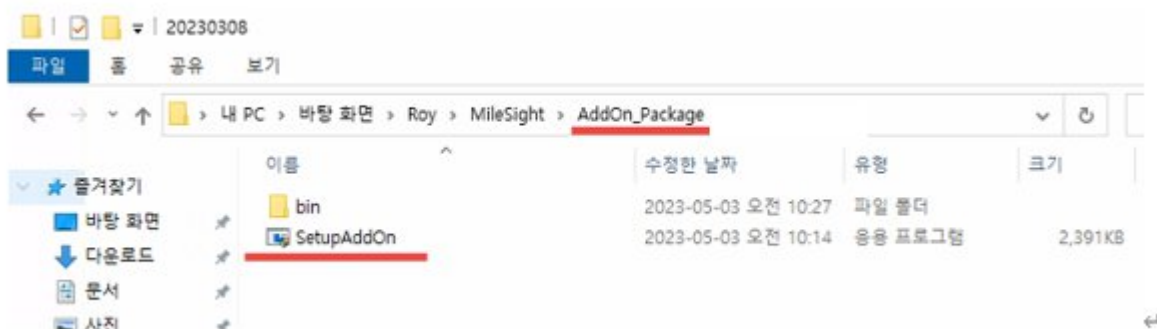 20230308
파일 홈 공유 보기
내 PC > 바탕 화면 > Roy > MileSight > AddOn_Package
이름 수정한 날짜 유형 크기
즐겨찾기
bin 2023-05-03 오전 10:27 파일 폴더
바탕 화면
SetupAddOn 2023-05-03 오전 10:14 응용 프로그램 2,391KB
다운로드
문서
사진